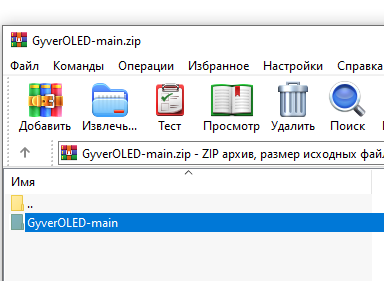 GyverOLED-main.zip
Файл Команды Операции Избранное Настройки Справка
Добавить Извлечь... Тест Просмотр Удалить Поиск
GyverOLED-main.zip - ZIP архив, размер исходных фай
Имя
..
GyverOLED-main